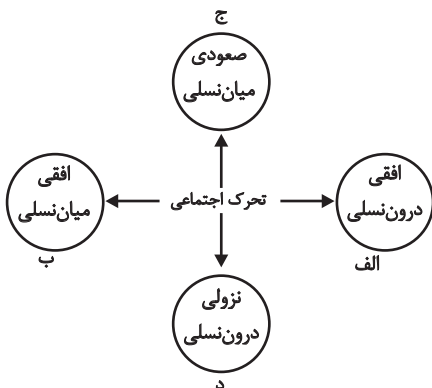 ج
صعودی
میان‌نسلی
افقی
درون‌نسلی
الف
تحرک اجتماعی
افقی
میان‌نسلی
ب
نزولی
درون‌نسلی
د